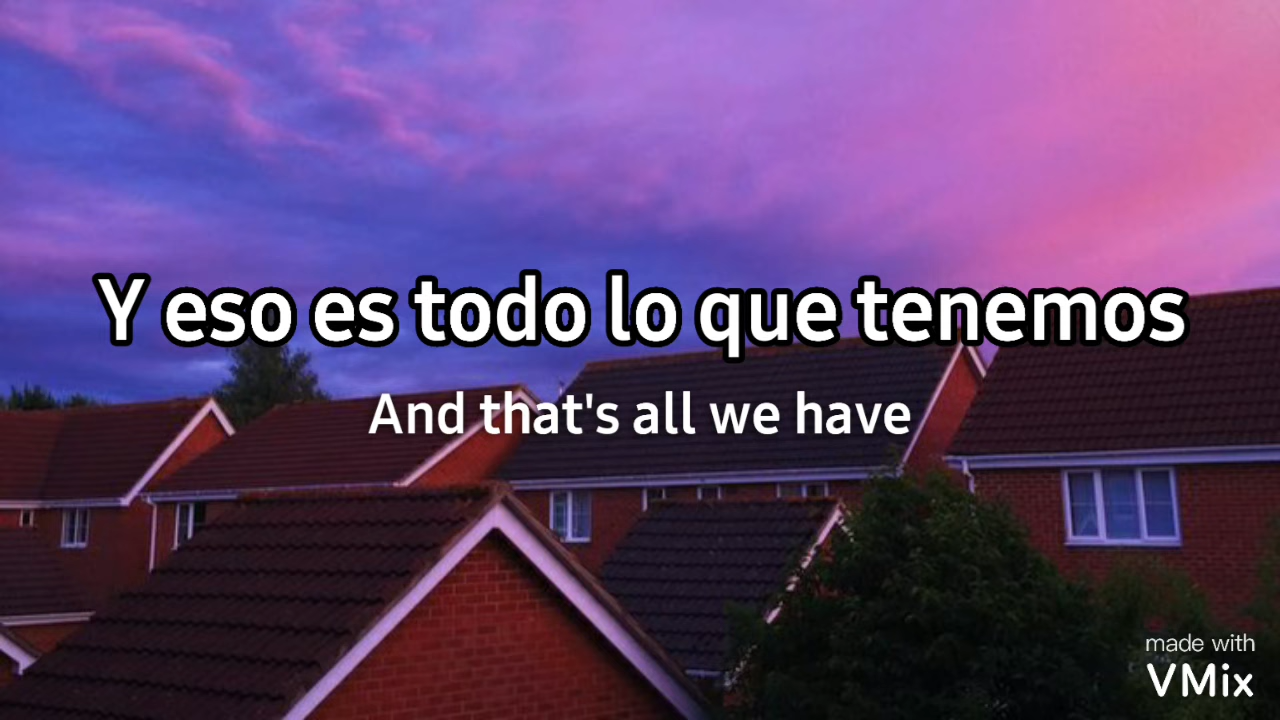 Y eso es todo lo que tenemos
And that's all we have
made with
VMix